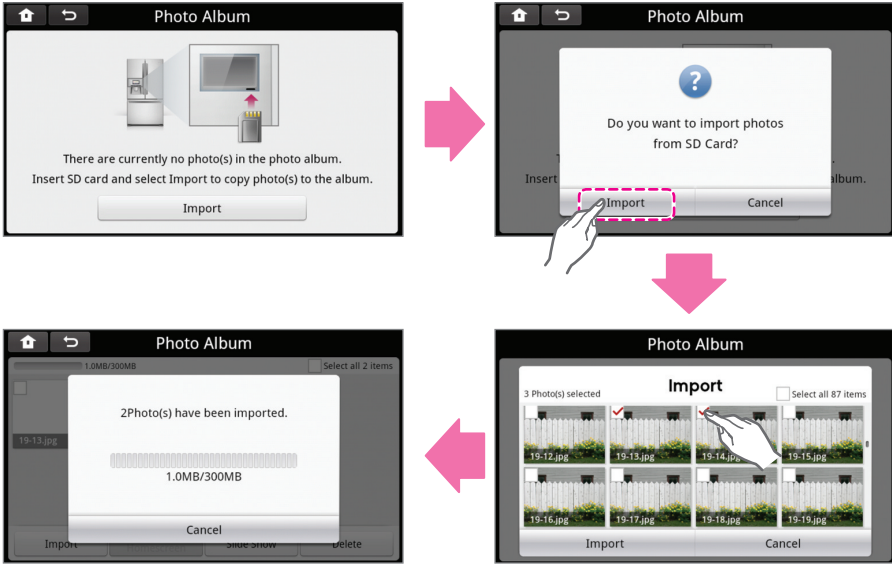 Photo Album
There are currently no photo(s) in the photo album.
Insert SD card and select Import to copy photo(s) to the album.
Import
Photo Album
?
Do you want to import photos
from SD Card?
Insert
album.
Import
Cancel
Photo Album
Import
3 Photo(s) selected
Select all 87 items
19-12.jpg
19-13.jpg
19-14.jpg
19-15.jpg
19-16.jpg
19-17.jpg
19-18.jpg
19-19.jpg
Import
Cancel
Photo Album
1.0MB/300MB
Select all 2 items
2Photo(s) have been imported.
19-13.jpg
1.0MB/300MB
Cancel
Import
Slide Show
Delete